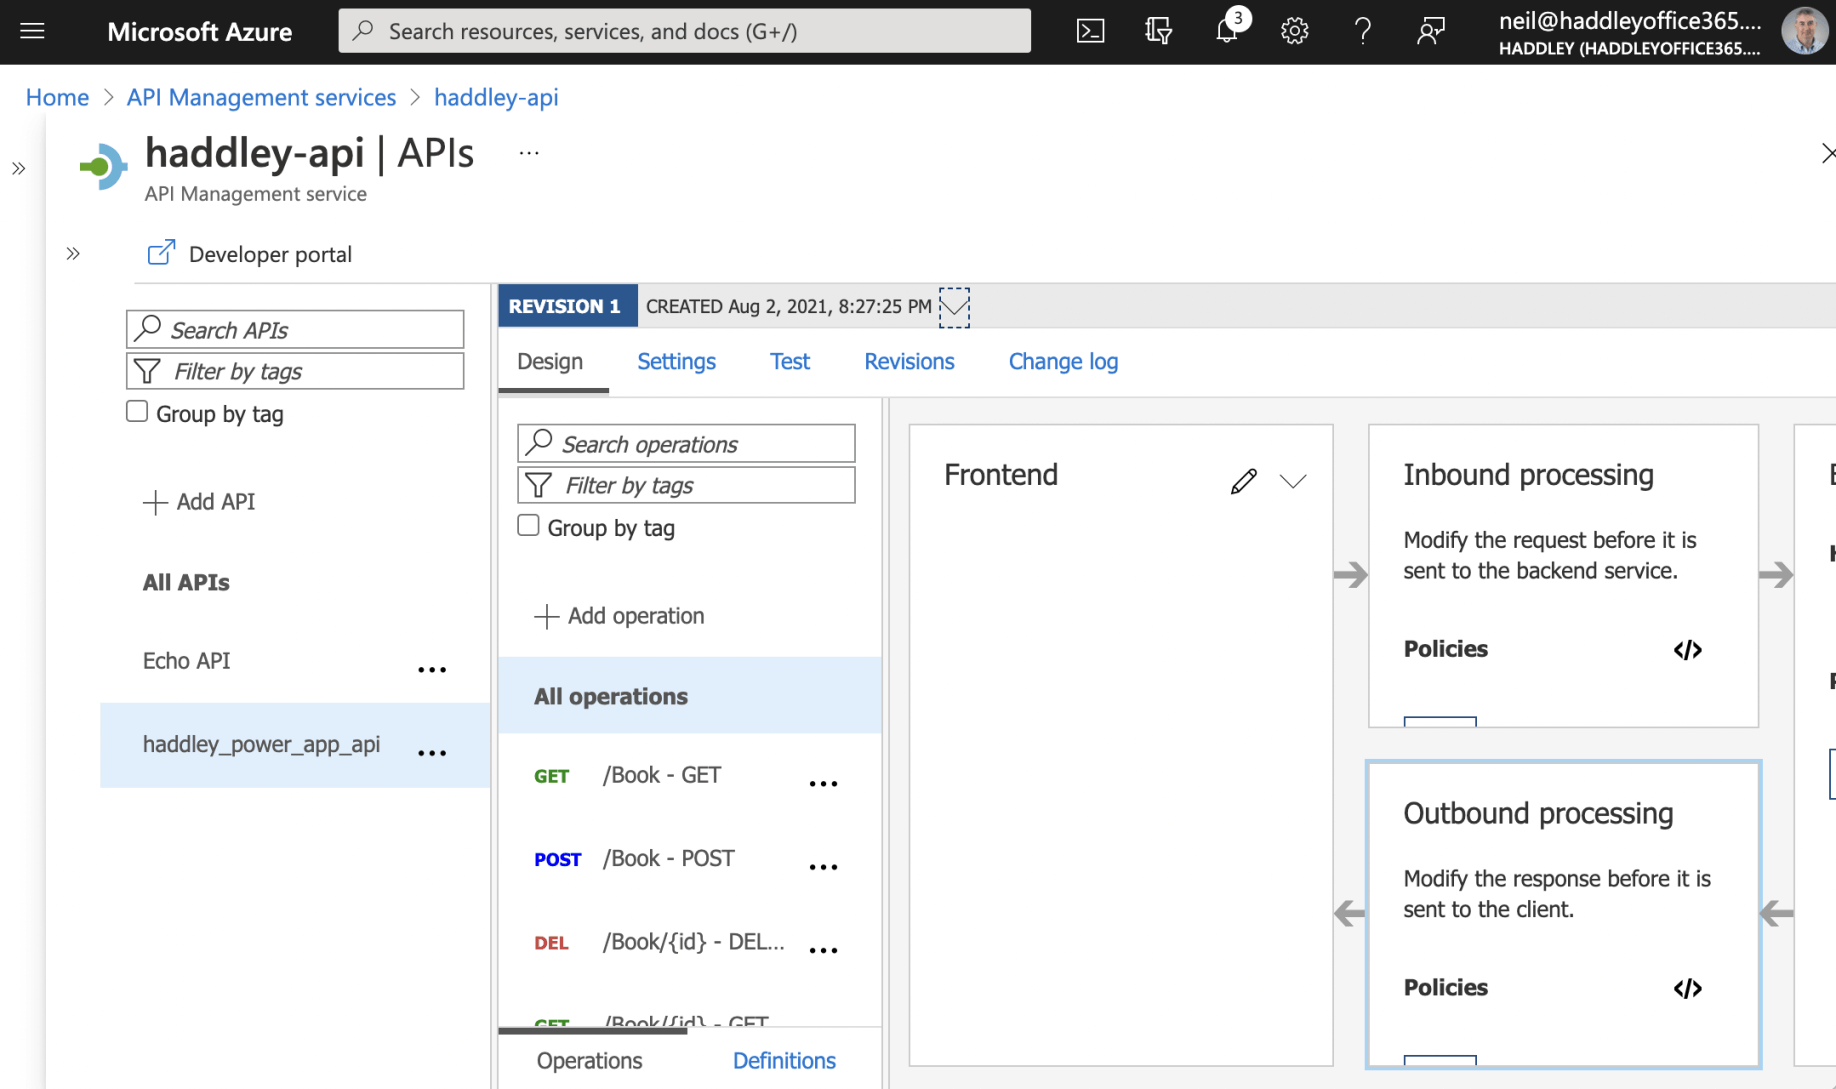 Microsoft Azure
Search resources, services, and docs (G+/)
3
neil@haddleyoffice365....
HADDLEY (HADDLEYOFFICE365....
Home > API Management services > haddley-api
haddley-api | APIs ...
API Management service
Developer portal
Search APIs
Filter by tags
Group by tag
Add API
All APIs
Echo API
haddley_power_app_api
REVISION 1 CREATED Aug 2, 2021, 8:27:25 PM
Design Settings Test Revisions Change log
Search operations
Filter by tags
Group by tag
Add operation
All operations
GET /Book - GET
POST /Book - POST
DEL /Book/{id} - DEL...
GET /Book/{id} - GET
Operations Definitions
Frontend
Inbound processing
Modify the request before it is
sent to the backend service.
Policies </>
Outbound processing
Modify the response before it is
sent to the client.
Policies </>